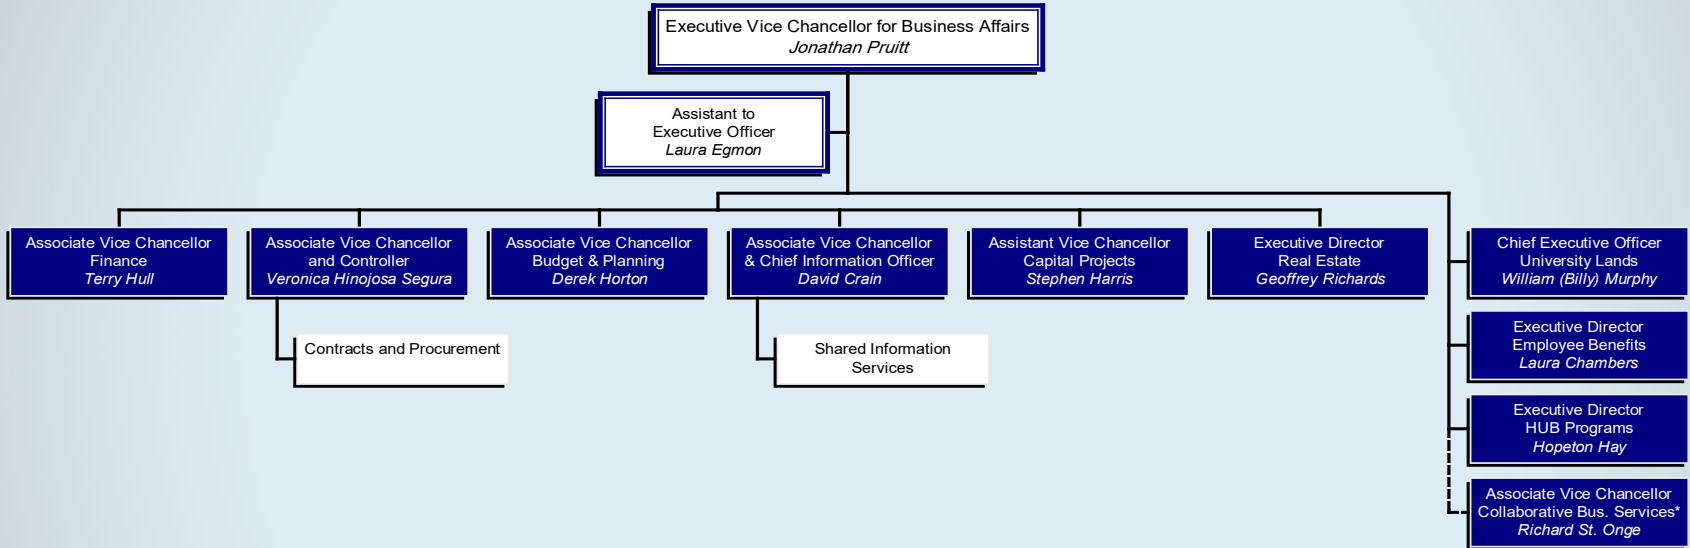 Executive Vice Chancellor for Business Affairs
Jonathan Pruitt
Assistant to
Executive Officer
Laura Egmon
Associate Vice Chancellor
Finance
Terry Hull
Associate Vice Chancellor
and Controller
Veronica Hinojosa Segura
Associate Vice Chancellor
Budget & Planning
Derek Horton
Associate Vice Chancellor
& Chief Information Officer
David Crain
Assistant Vice Chancellor
Capital Projects
Stephen Harris
Executive Director
Real Estate
Geoffrey Richards
Chief Executive Officer
University Lands
William (Billy) Murphy
Contracts and Procurement
Shared Information
Services
Executive Director
Employee Benefits
Laura Chambers
Executive Director
HUB Programs
Hopeton Hay
Associate Vice Chancellor
Collaborative Bus. Services*
Richard St. Onge